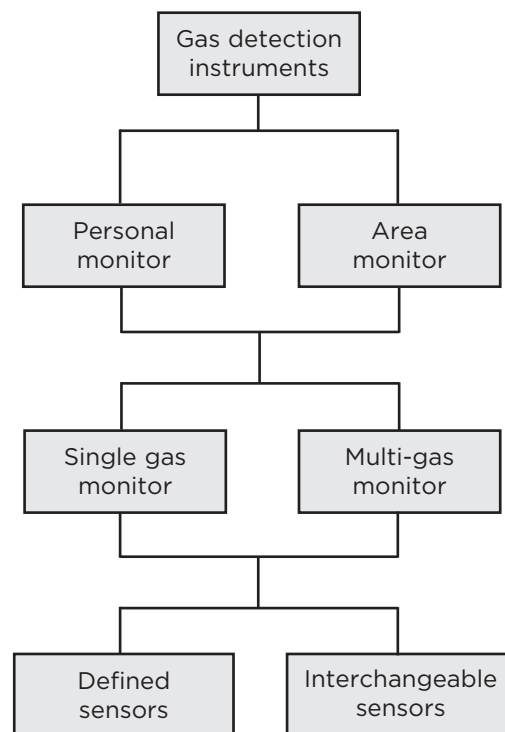 Gas detection
instruments
Personal
monitor
Area
monitor
Single gas
monitor
Multi-gas
monitor
Defined
sensors
Interchangeable
sensors